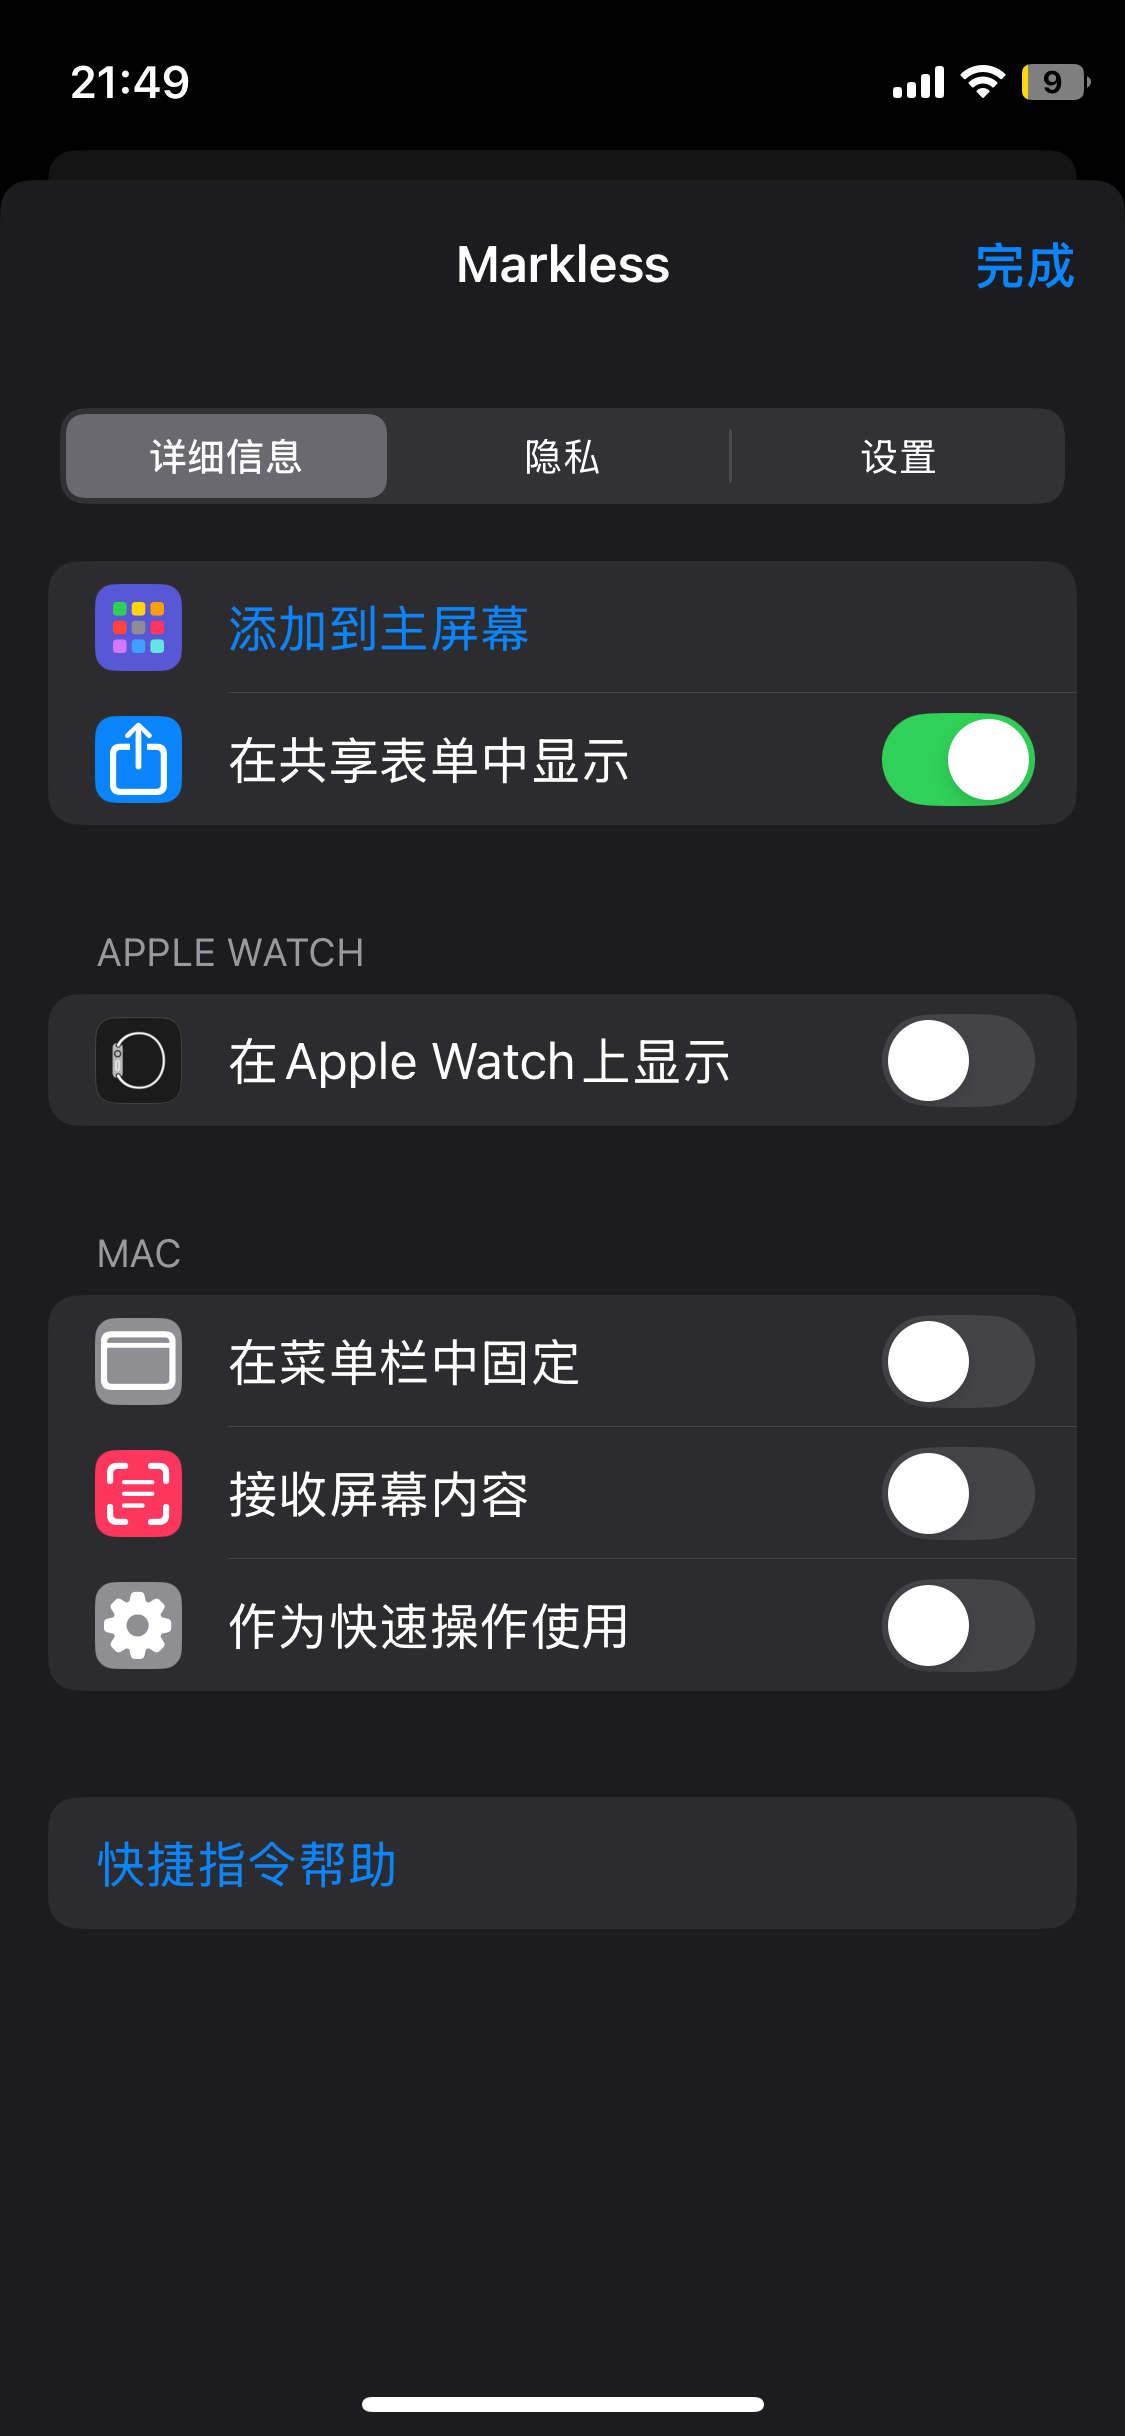 21:49
9
Markless
完成
详细信息
隐私
设置
添加到主屏幕
在共享表单中显示
APPLE WATCH
在 Apple Watch 上显示
MAC
在菜单栏中固定
接收屏幕内容
作为快速操作使用
快捷指令帮助